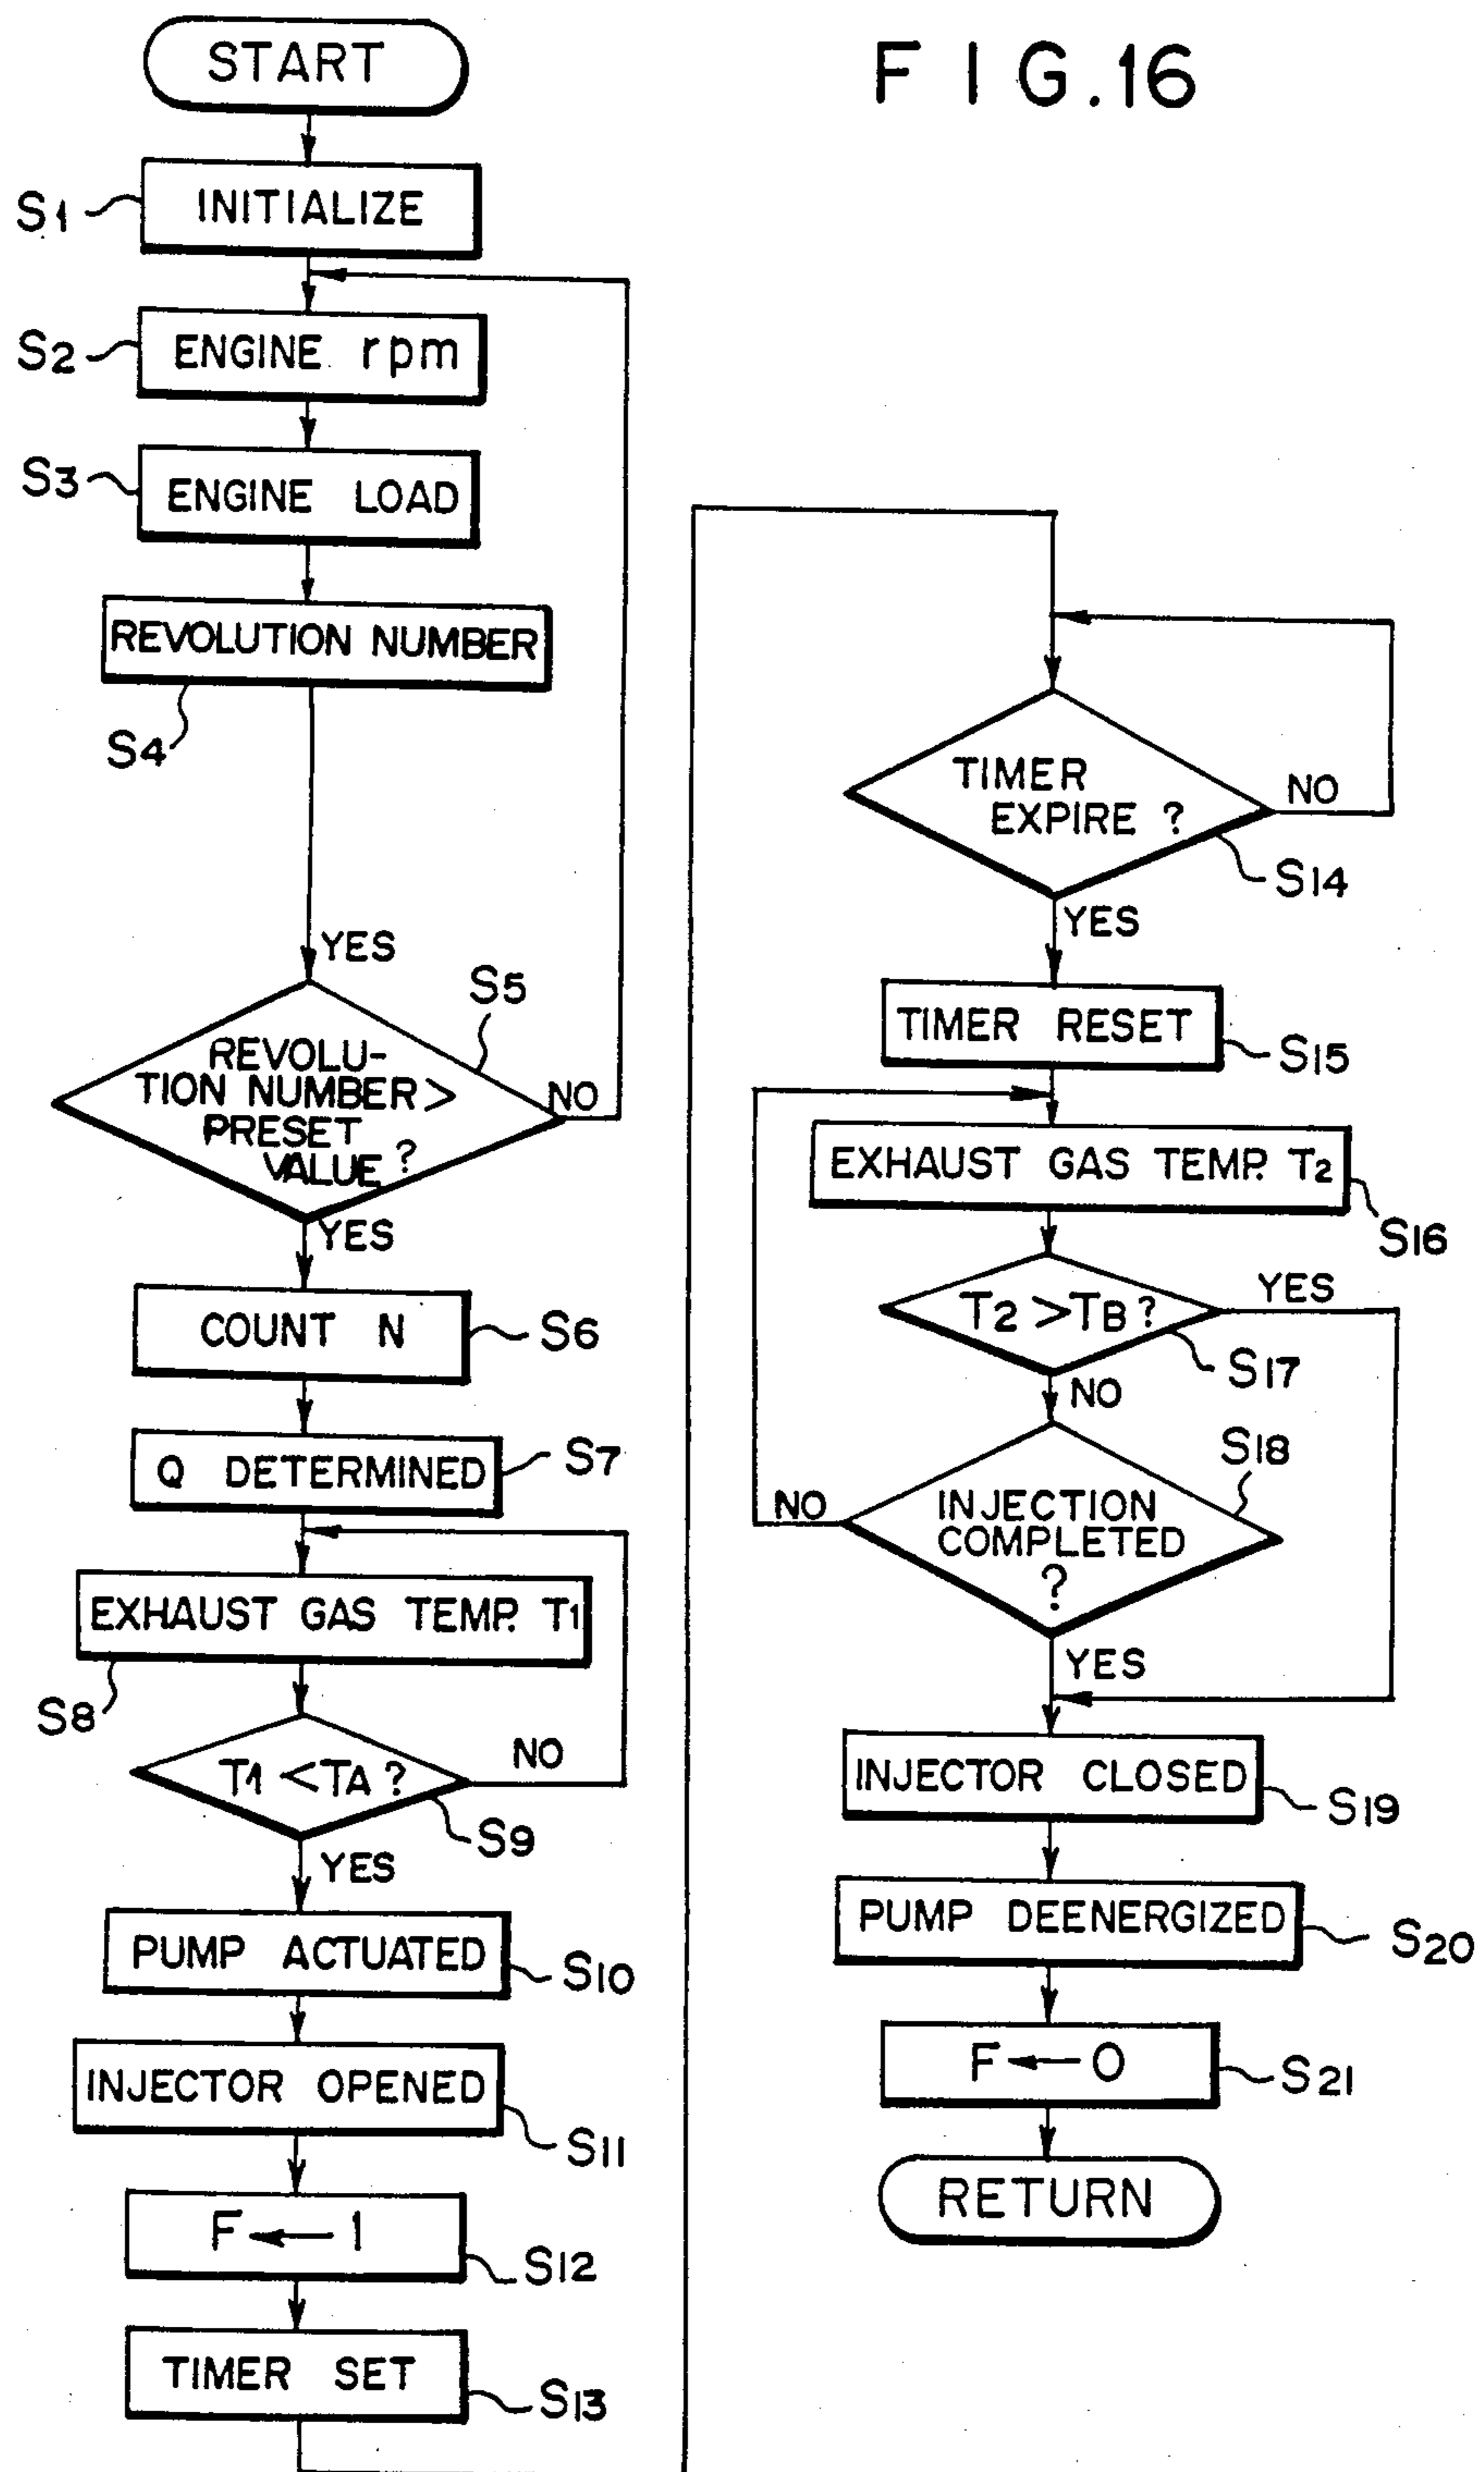 FIG.16
START
S1
INITIALIZE
S2
ENGINE rpm
S3
ENGINE LOAD
REVOLUTION NUMBER
S4
YES
S5
REVOLU-
TION NUMBER >
PRESET
VALUE ?
NO
YES
COUNT N
S6
Q DETERMINED
S7
EXHAUST GAS TEMP. T1
S8
T1 < TA ?
NO
S9
YES
PUMP ACTUATED
S10
INJECTOR OPENED
S11
F ← 1
S12
TIMER SET
S13
TIMER
EXPIRE ?
NO
S14
YES
TIMER RESET
S15
EXHAUST GAS TEMP. T2
S16
T2 > TB ?
YES
S17
NO
S18
INJECTION
COMPLETED
?
NO
YES
INJECTOR CLOSED
S19
PUMP DEENERGIZED
S20
F ← 0
S21
RETURN